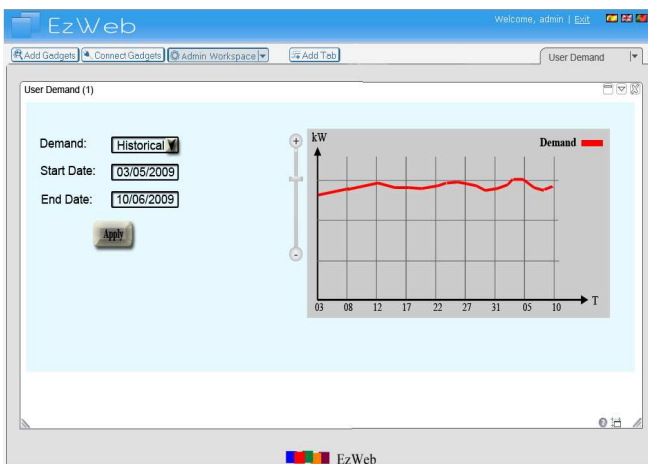 EzWeb
Welcome, admin | Exit
Add Gadgets Connect Gadgets Admin Workspace Add Tab User Demand
User Demand (1)
Demand: Historical
Start Date: 03/05/2009
End Date: 10/06/2009
Apply
+
-
kW
Demand
T
03 08 12 17 22 27 31 05 10
EzWeb